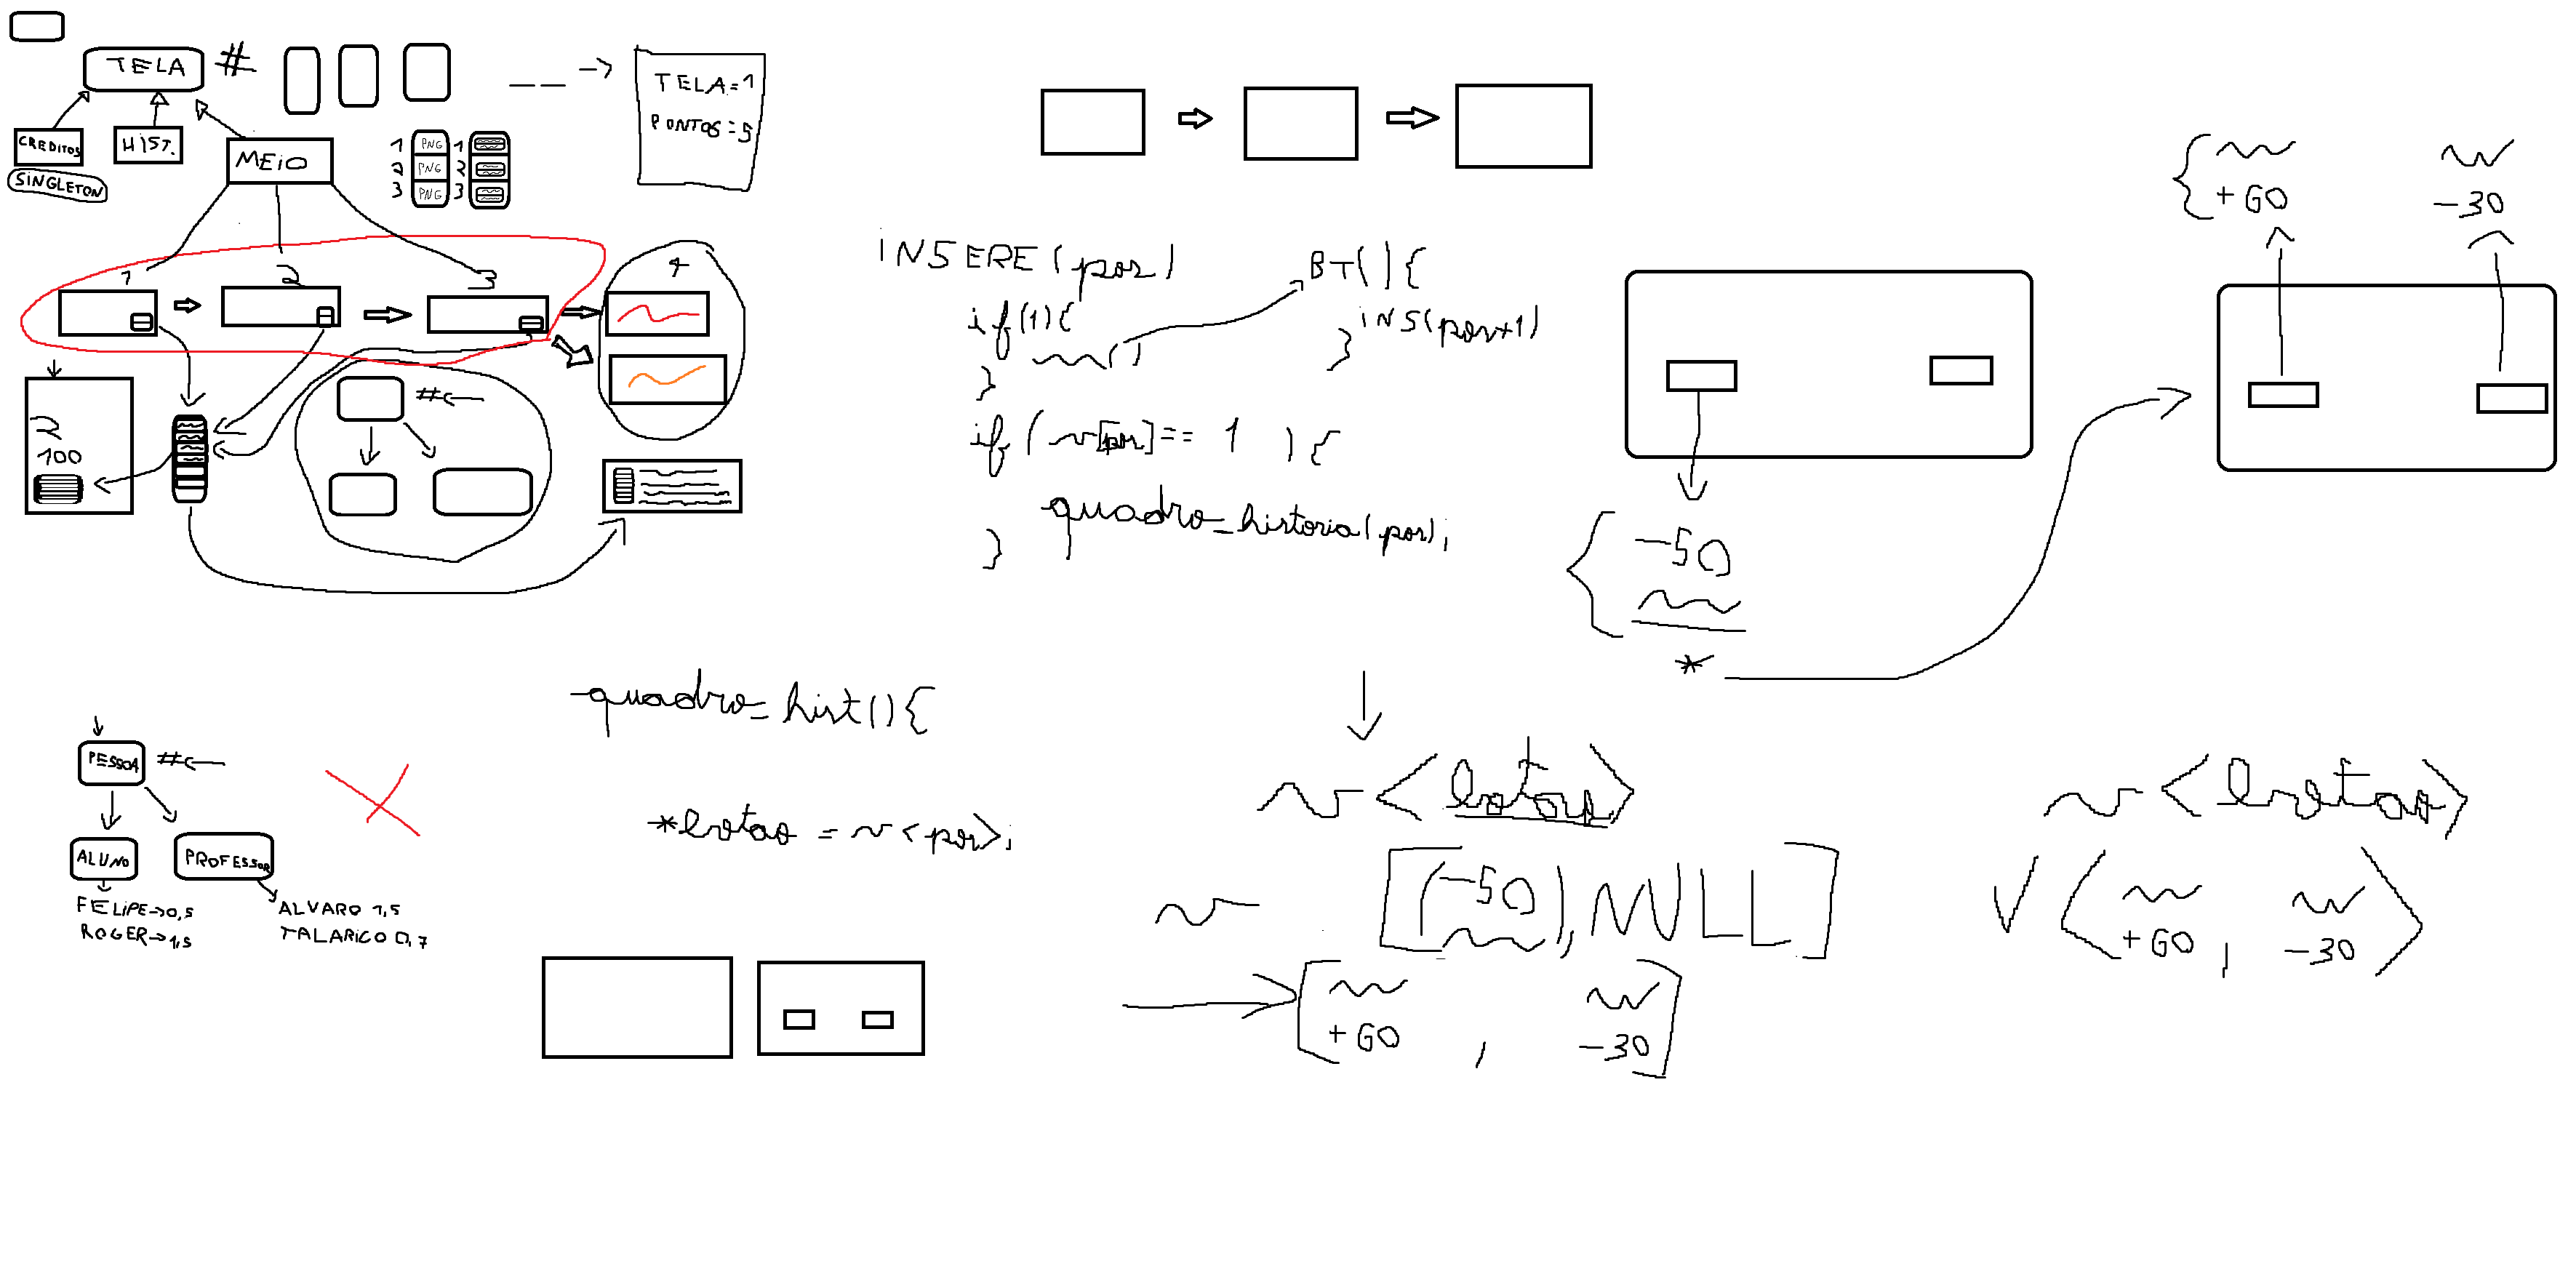 TELA #
CREDITOS
HIST.
SINGLETON
MEIO
1 PNG 1
2 PNG 2
3 PNG 3
TELA=1
PONTOS=5
1
2
3
4
2
100
#
INSERE(pos)
if(1){
}
if(v[pos]== 1 ){
quadro_historia(pos);
}
BT(){
INS(pos+1)
}
-50
*
+60
-30
quadro_hist(){
*botao = v<pos>;
PESSOA #
ALUNO
PROFESSOR
FELIPE->0,5
ROGER->1,5
ALVARO 1,5
TALARICO 0,7
v<botao>
v [(-50), NULL]
[+60 , -30]
v<botao>
V <+60 , -30>